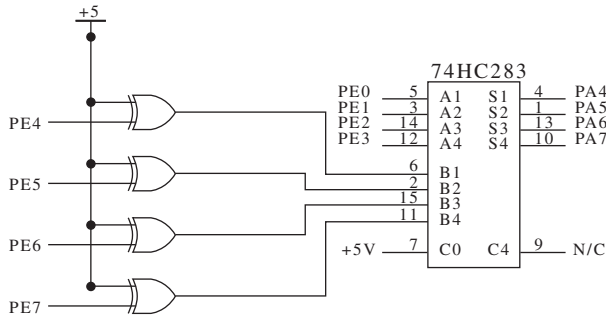 +5
74HC283
PE0 5 A1 S1 4 PA4
PE1 3 A2 S2 1 PA5
PE2 14 A3 S3 13 PA6
PE3 12 A4 S4 10 PA7
PE4
6 B1
PE5
2 B2
15 B3
11 B4
PE6
+5V 7 C0 C4 9 N/C
PE7